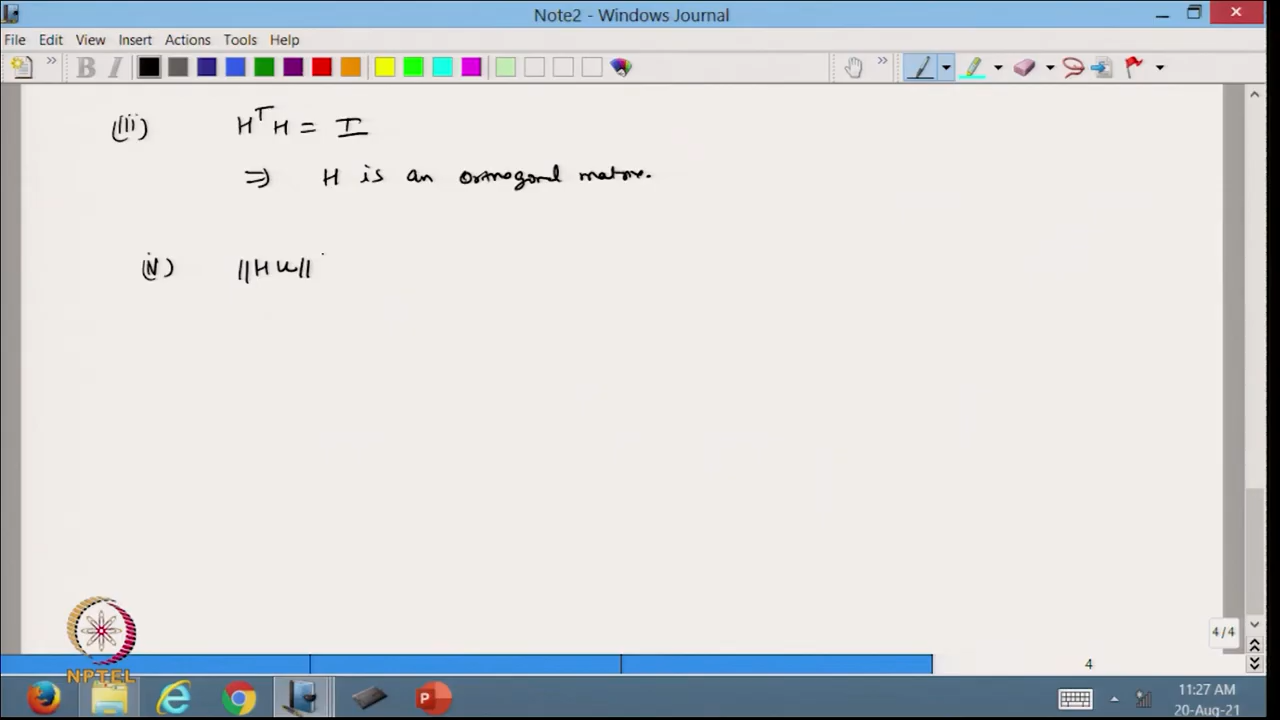 Note2 - Windows Journal
File Edit View Insert Actions Tools Help
(iii) H^T H = I
⇒ H is an orthogonal matrix.
(iv) ||H u||
4/4
4
NPTEL
11:27 AM
20-Aug-21